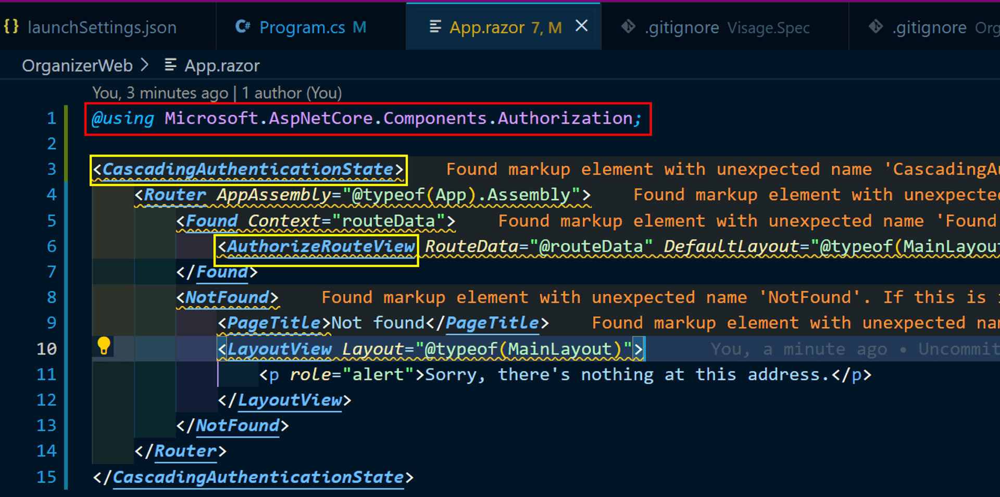 {} launchSettings.json
C# Program.cs M
App.razor 7, M
.gitignore Visage.Spec
.gitignore Org
OrganizerWeb > App.razor
You, 3 minutes ago | 1 author (You)
1 @using Microsoft.AspNetCore.Components.Authorization;
2
3 <CascadingAuthenticationState> Found markup element with unexpected name 'CascadingAu
4 <Router AppAssembly="@typeof(App).Assembly"> Found markup element with unexpected
5 <Found Context="routeData"> Found markup element with unexpected name 'Found
6 <AuthorizeRouteView RouteData="@routeData" DefaultLayout="@typeof(MainLayout
7 </Found>
8 <NotFound> Found markup element with unexpected name 'NotFound'. If this is
9 <PageTitle>Not found</PageTitle> Found markup element with unexpected nam
10 <LayoutView Layout="@typeof(MainLayout)"> You, a minute ago • Uncommit
11 <p role="alert">Sorry, there's nothing at this address.</p>
12 </LayoutView>
13 </NotFound>
14 </Router>
15 </CascadingAuthenticationState>